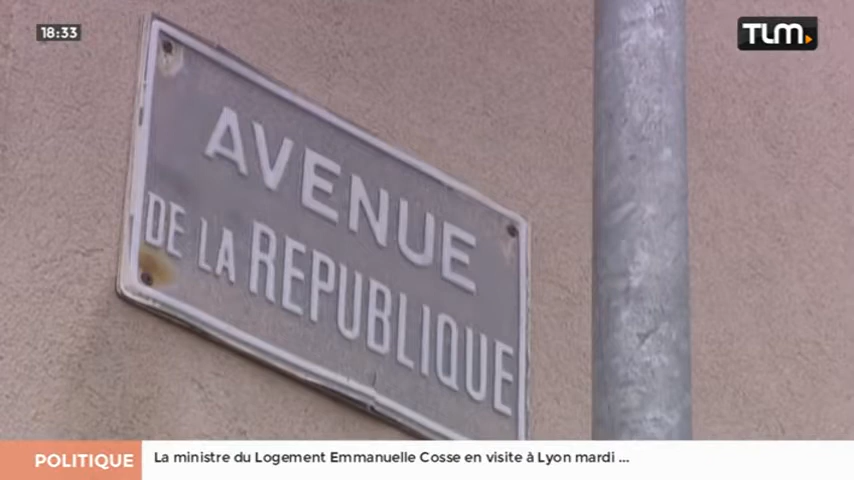 18:33
TLM
AVENUE
DE LA REPUBLIQUE
POLITIQUE
La ministre du Logement Emmanuelle Cosse en visite à Lyon mardi ...